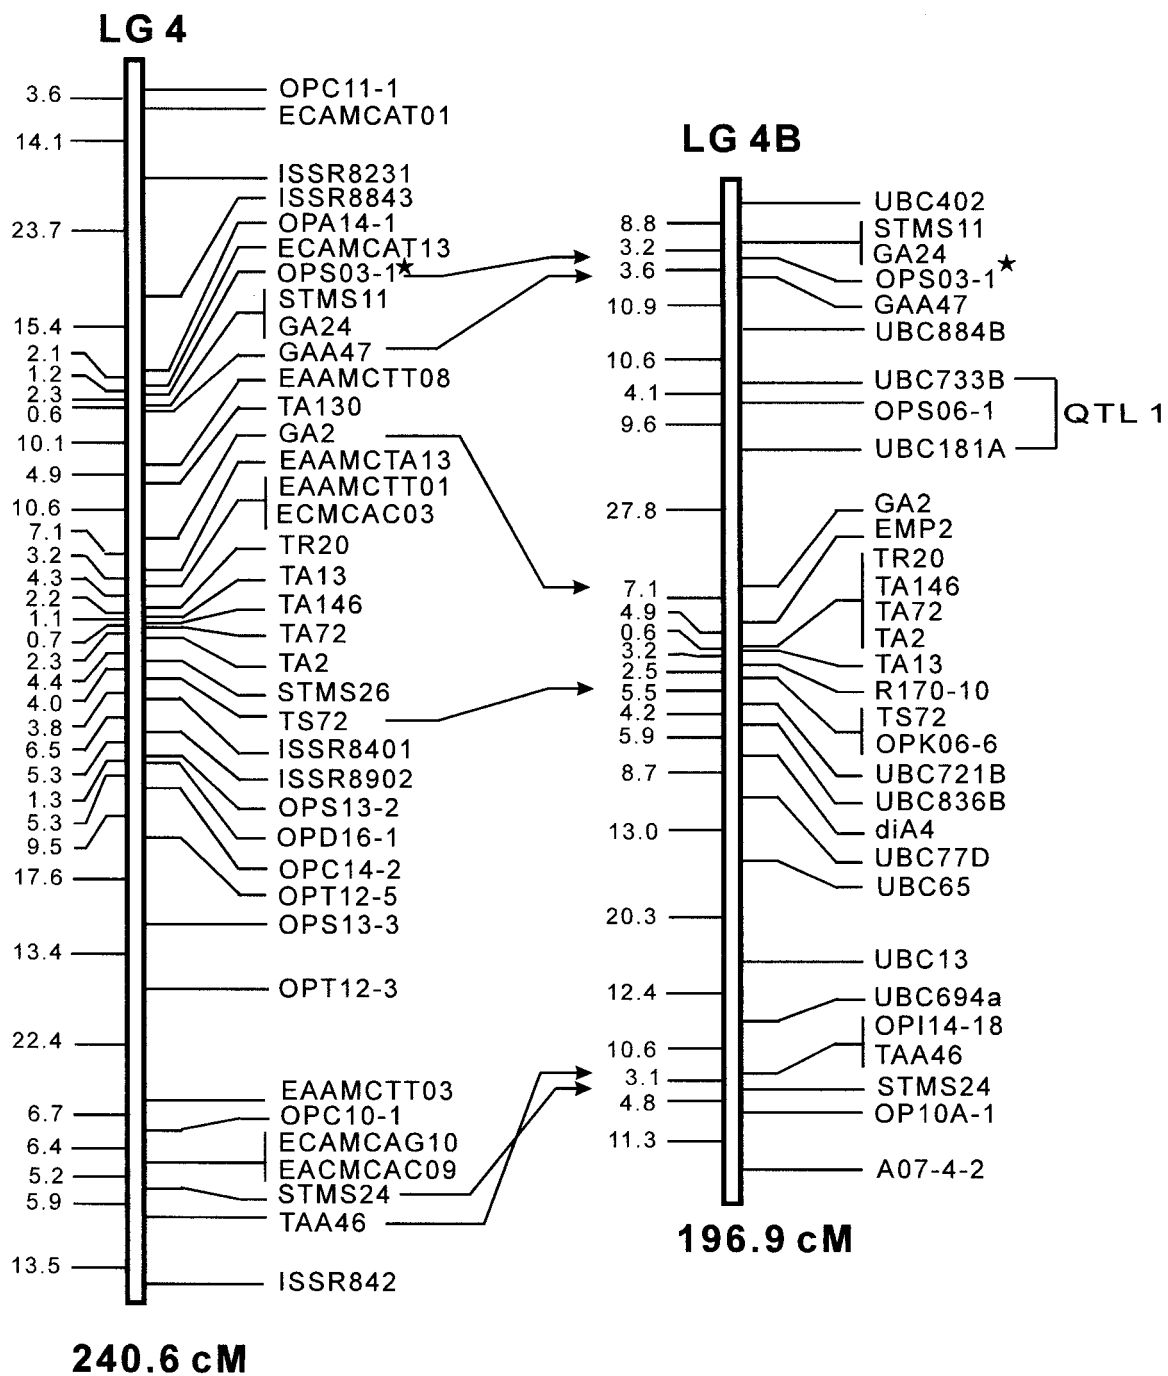 LG 4
3.6
14.1
23.7
15.4
2.1
1.2
2.3
0.6
10.1
4.9
10.6
7.1
3.2
4.3
2.2
1.1
0.7
2.3
4.4
4.0
3.8
6.5
5.3
1.3
5.3
9.5
17.6
13.4
22.4
6.7
6.4
5.2
5.9
13.5
OPC11-1
ECAMCAT01
ISSR8231
ISSR8843
OPA14-1
ECAMCAT13
OPS03-1★
STMS11
GA24
GAA47
EAAMCTT08
TA130
GA2
EAAMCTA13
EAAMCTT01
ECMCAC03
TR20
TA13
TA146
TA72
TA2
STMS26
TS72
ISSR8401
ISSR8902
OPS13-2
OPD16-1
OPC14-2
OPT12-5
OPS13-3
OPT12-3
EAAMCTT03
OPC10-1
ECAMCAG10
EACMCAC09
STMS24
TAA46
ISSR842
240.6 cM
LG 4B
8.8
3.2
3.6
10.9
10.6
4.1
9.6
27.8
7.1
4.9
0.6
3.2
2.5
5.5
4.2
5.9
8.7
13.0
20.3
12.4
10.6
3.1
4.8
11.3
UBC402
STMS11
GA24
OPS03-1★
GAA47
UBC884B
UBC733B
OPS06-1
UBC181A
QTL 1
GA2
EMP2
TR20
TA146
TA72
TA2
TA13
R170-10
TS72
OPK06-6
UBC721B
UBC836B
diA4
UBC77D
UBC65
UBC13
UBC694a
OPI14-18
TAA46
STMS24
OP10A-1
A07-4-2
196.9 cM